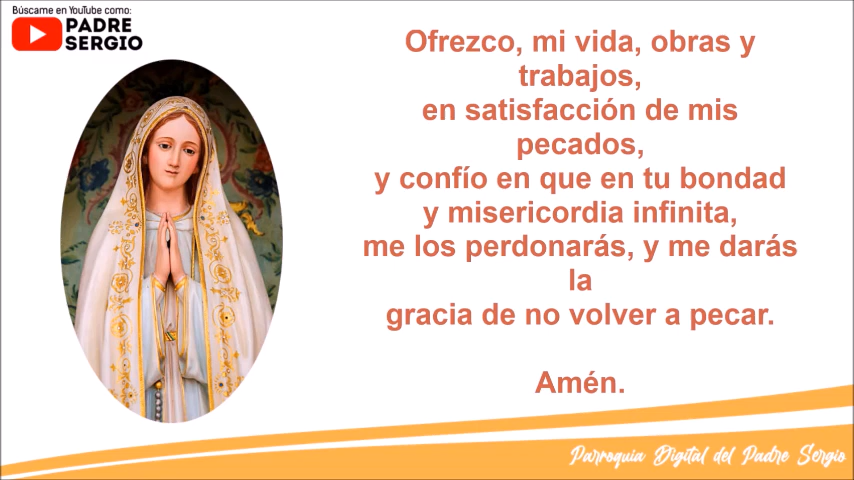 Búscame en YouTube como:
PADRE
SERGIO
Ofrezco, mi vida, obras y
trabajos,
en satisfacción de mis
pecados,
y confío en que en tu bondad
y misericordia infinita,
me los perdonarás, y me darás
la
gracia de no volver a pecar.
Amén.
Parroquia Digital del Padre Sergio